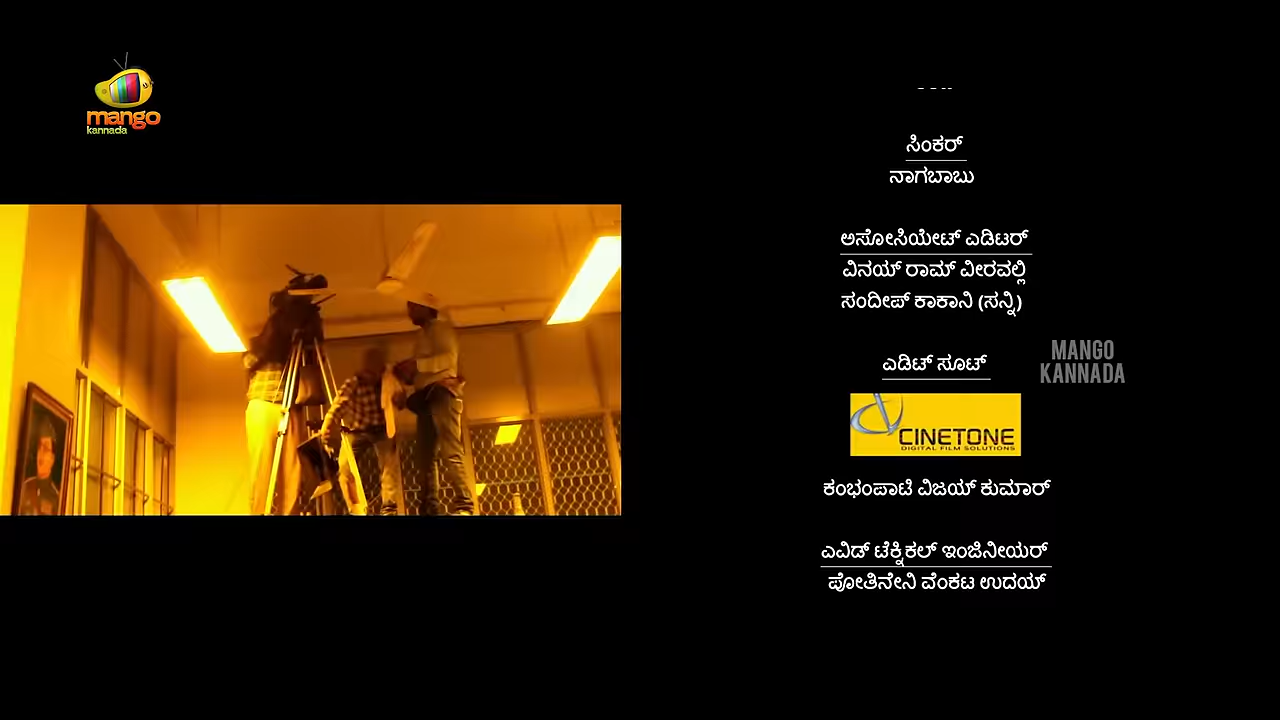 mango
kannada
ಸಿಂಕರ್
ನಾಗಬಾಬು
ಅಸೋಸಿಯೇಟ್ ಎಡಿಟರ್
ವಿನಯ್ ರಾಮ್ ವೀರವಲ್ಲಿ
ಸಂದೀಪ್ ಕಾಕಾನಿ (ಸನ್ನಿ)
ಎಡಿಟ್ ಸೂಟ್
MANGO
KANNADA
CINETONE
DIGITAL FILM SOLUTIONS
ಕಂಭಂಪಾಟಿ ವಿಜಯ್ ಕುಮಾರ್
ಎವಿಡ್ ಟೆಕ್ನಿಕಲ್ ಇಂಜಿನೀಯರ್
ಪೋತಿನೇನಿ ವೆಂಕಟ ಉದಯ್